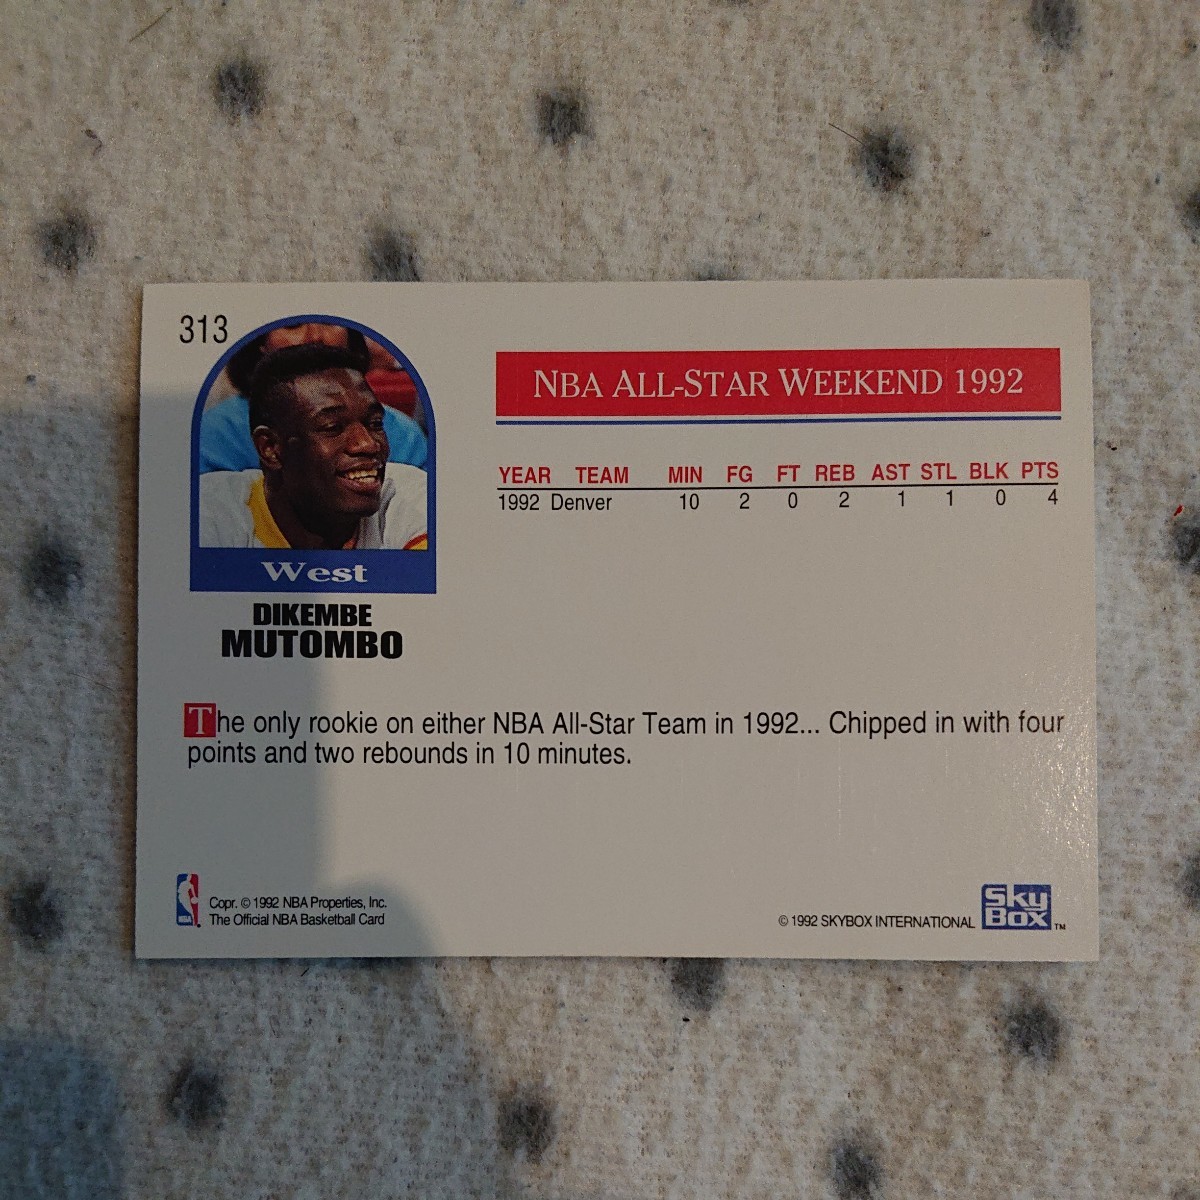 313
NBA ALL-STAR WEEKEND 1992
YEAR TEAM MIN FG FT REB AST STL BLK PTS
1992 Denver 10 2 0 2 1 1 0 4
West
DIKEMBE
MUTOMBO
The only rookie on either NBA All-Star Team in 1992... Chipped in with four
points and two rebounds in 10 minutes.
Copr. © 1992 NBA Properties, Inc.
The Official NBA Basketball Card
NBA
© 1992 SKYBOX INTERNATIONAL
Sky
Box™